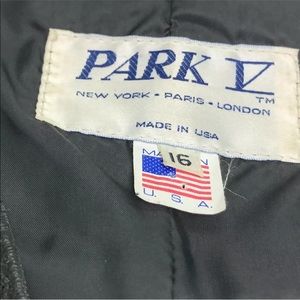 PARK V
TM
NEW YORK • PARIS • LONDON
MADE IN USA
16
U. S. A.